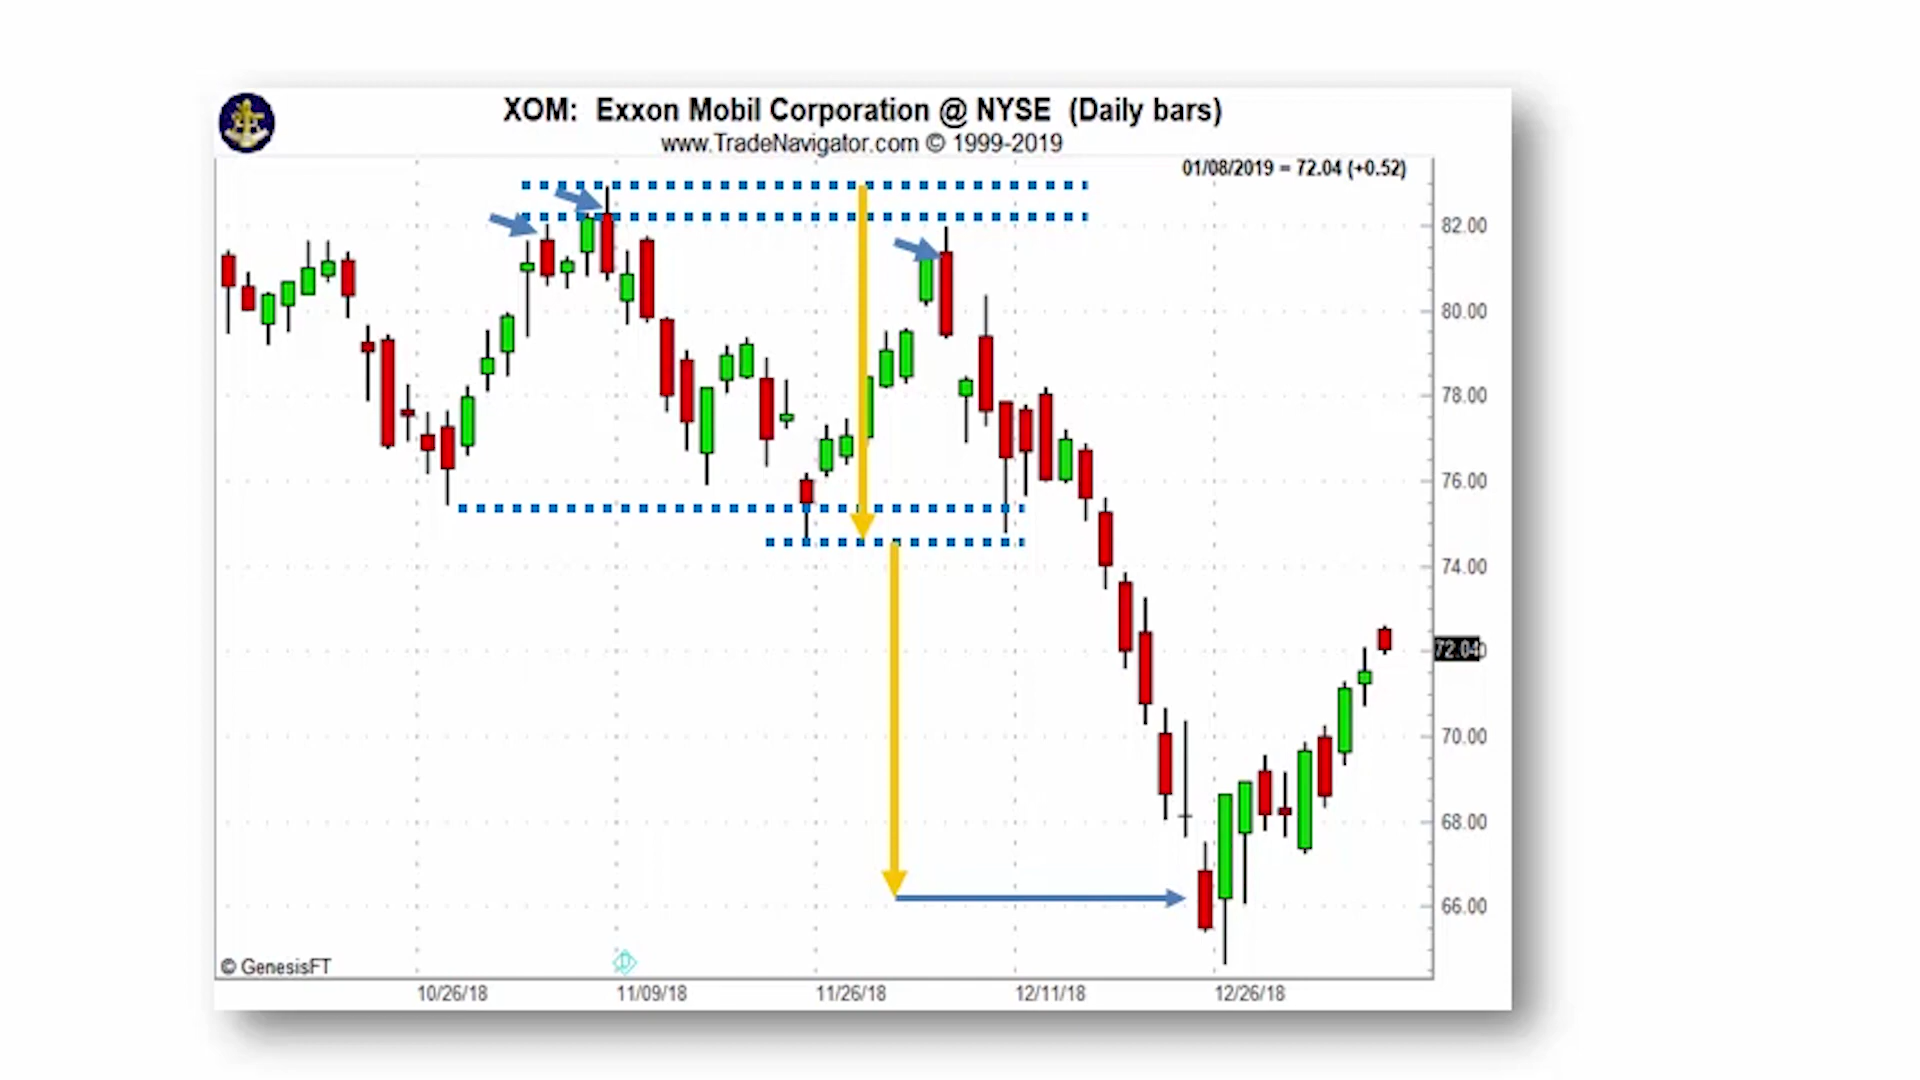 XOM: Exxon Mobil Corporation @ NYSE (Daily bars)
www.TradeNavigator.com © 1999-2019
01/08/2019 = 72.04 (+0.52)
82.00
80.00
78.00
76.00
74.00
72.04
70.00
68.00
66.00
© GenesisFT
D
10/26/18
11/09/18
11/26/18
12/11/18
12/26/18